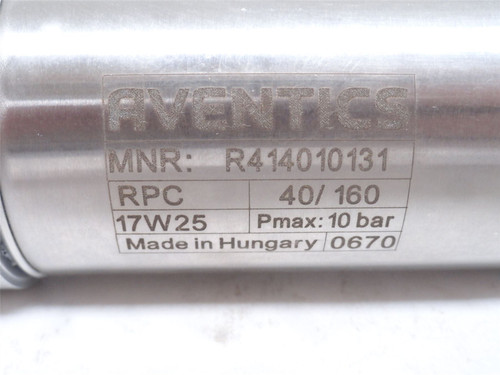 AVENTICS
MNR: R414010131
RPC 40/ 160
17W25 Pmax: 10 bar
Made in Hungary 0670